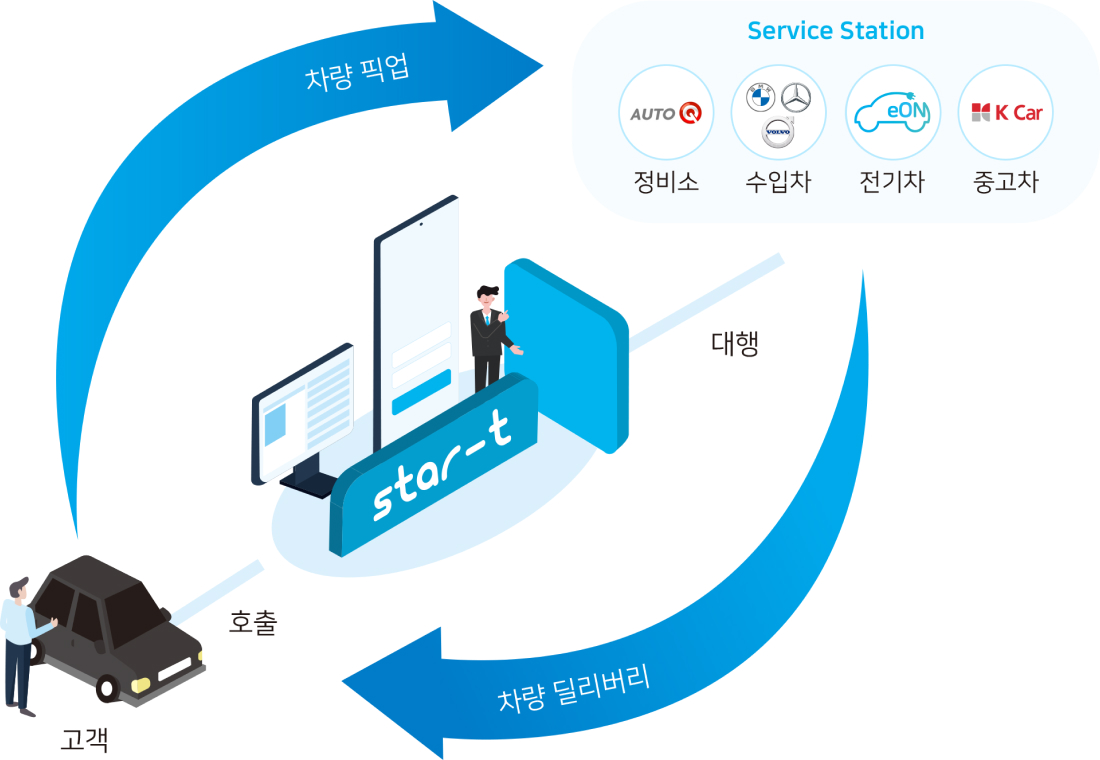 차량 픽업
Service Station
AUTO Q
BMW
VOLVO
eON
K Car
정비소
수입차
전기차
중고차
대행
star-t
호출
차량 딜리버리
고객